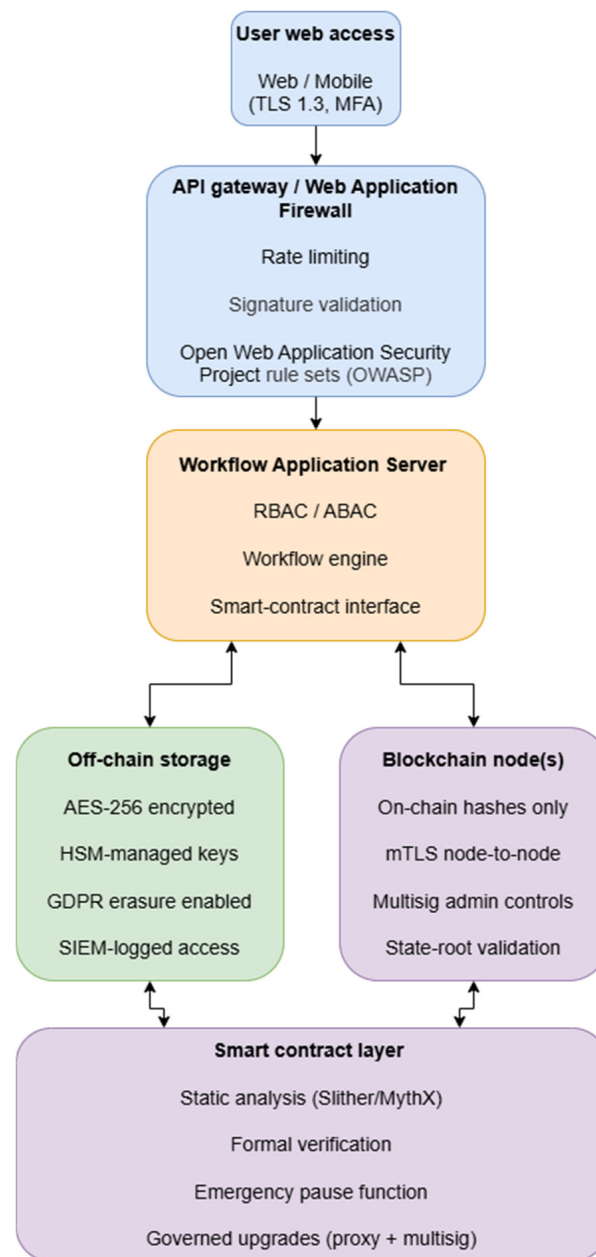 User web access
Web / Mobile
(TLS 1.3, MFA)
API gateway / Web Application
Firewall
Rate limiting
Signature validation
Open Web Application Security
Project rule sets (OWASP)
Workflow Application Server
RBAC / ABAC
Workflow engine
Smart-contract interface
Off-chain storage
AES-256 encrypted
HSM-managed keys
GDPR erasure enabled
SIEM-logged access
Blockchain node(s)
On-chain hashes only
mTLS node-to-node
Multisig admin controls
State-root validation
Smart contract layer
Static analysis (Slither/MythX)
Formal verification
Emergency pause function
Governed upgrades (proxy + multisig)